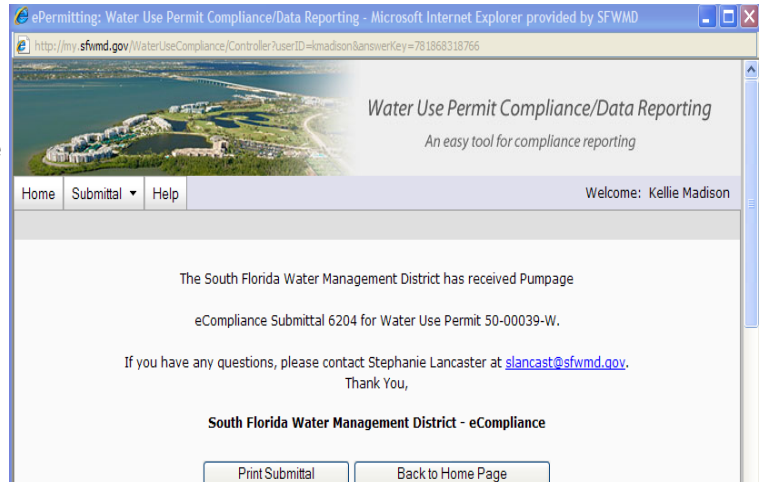 ePermitting: Water Use Permit Compliance/Data Reporting - Microsoft Internet Explorer provided by SFWMD
http://my.sfwmd.gov/WaterUseCompliance/Controller?userID=kmadison&answerKey=781868318766
Water Use Permit Compliance/Data Reporting
An easy tool for compliance reporting
Home Submittal Help Welcome: Kellie Madison
The South Florida Water Management District has received Pumpage
eCompliance Submittal 6204 for Water Use Permit 50-00039-W.
If you have any questions, please contact Stephanie Lancaster at slancast@sfwmd.gov.
Thank You,
South Florida Water Management District - eCompliance
Print Submittal Back to Home Page